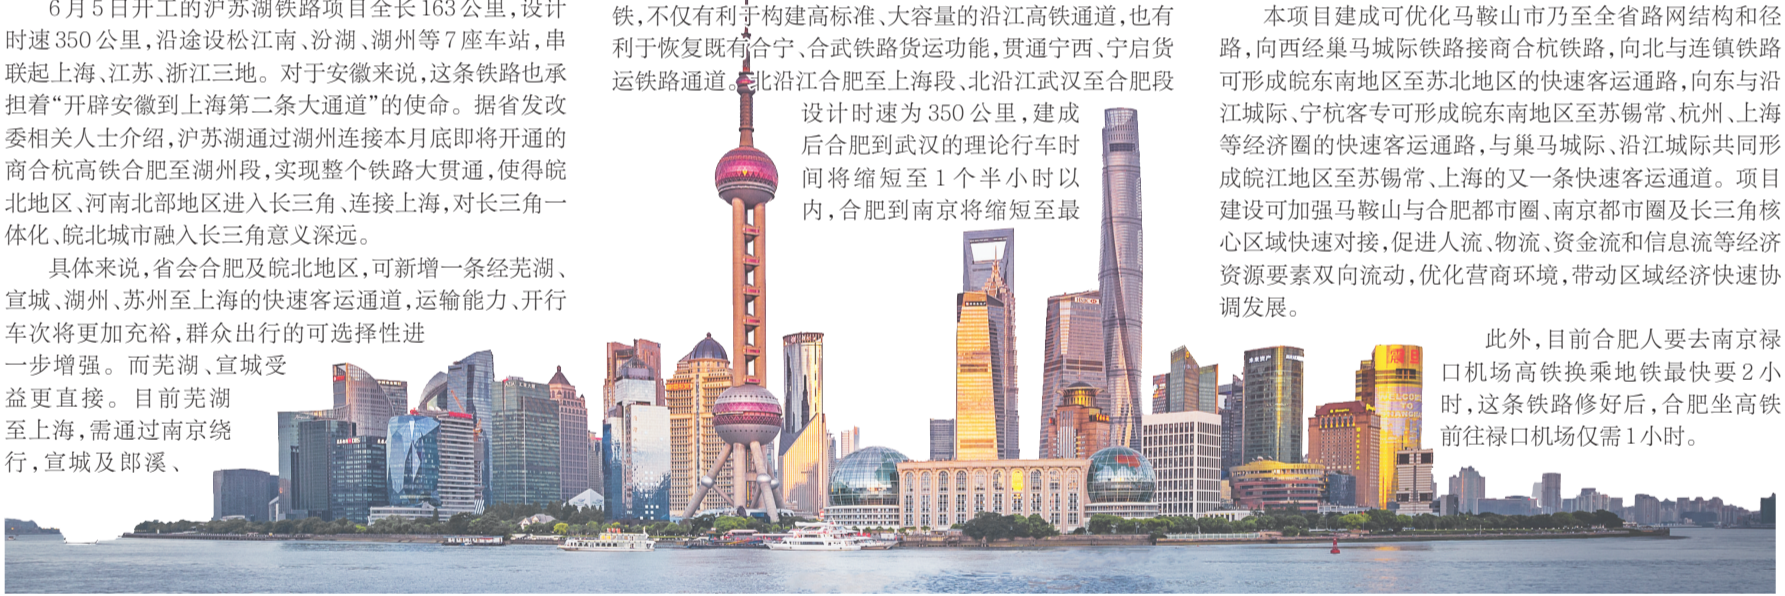 6月5日开工的沪苏湖铁路项目全长163公里,设计
时速350公里,沿途设松江南、汾湖、湖州等7座车站,串
联起上海、江苏、浙江三地。对于安徽来说,这条铁路也承
担着“开辟安徽到上海第二条大通道”的使命。据省发改
委相关人士介绍,沪苏湖通过湖州连接本月底即将开通的
商合杭高铁合肥至湖州段,实现整个铁路大贯通,使得皖
北地区、河南北部地区进入长三角、连接上海,对长三角一
体化、皖北城市融入长三角意义深远。
具体来说,省会合肥及皖北地区,可新增一条经芜湖、
宣城、湖州、苏州至上海的快速客运通道,运输能力、开行
车次将更加充裕,群众出行的可选择性进
一步增强。而芜湖、宣城受
益更直接。目前芜湖
至上海,需通过南京绕
行,宣城及郎溪、
铁,不仅有利于构建高标准、大容量的沿江高铁通道,也有
利于恢复既有合宁、合武铁路货运功能,贯通宁西、宁启货
运铁路通道。北沿江合肥至上海段、北沿江武汉至合肥段
设计时速为350公里,建成
后合肥到武汉的理论行车时
间将缩短至1个半小时以
内,合肥到南京将缩短至最
本项目建成可优化马鞍山市乃至全省路网结构和径
路,向西经巢马城际铁路接商合杭铁路,向北与连镇铁路
可形成皖东南地区至苏北地区的快速客运通路,向东与沿
江城际、宁杭客专可形成皖东南地区至苏锡常、杭州、上海
等经济圈的快速客运通路,与巢马城际、沿江城际共同形
成皖江地区至苏锡常、上海的又一条快速客运通道。项目
建设可加强马鞍山与合肥都市圈、南京都市圈及长三角核
心区域快速对接,促进人流、物流、资金流和信息流等经济
资源要素双向流动,优化营商环境,带动区域经济快速协
调发展。
此外,目前合肥人要去南京禄
口机场高铁换乘地铁最快要2小
时,这条铁路修好后,合肥坐高铁
前往禄口机场仅需1小时。
WELCOME
TO
SHANGHAI